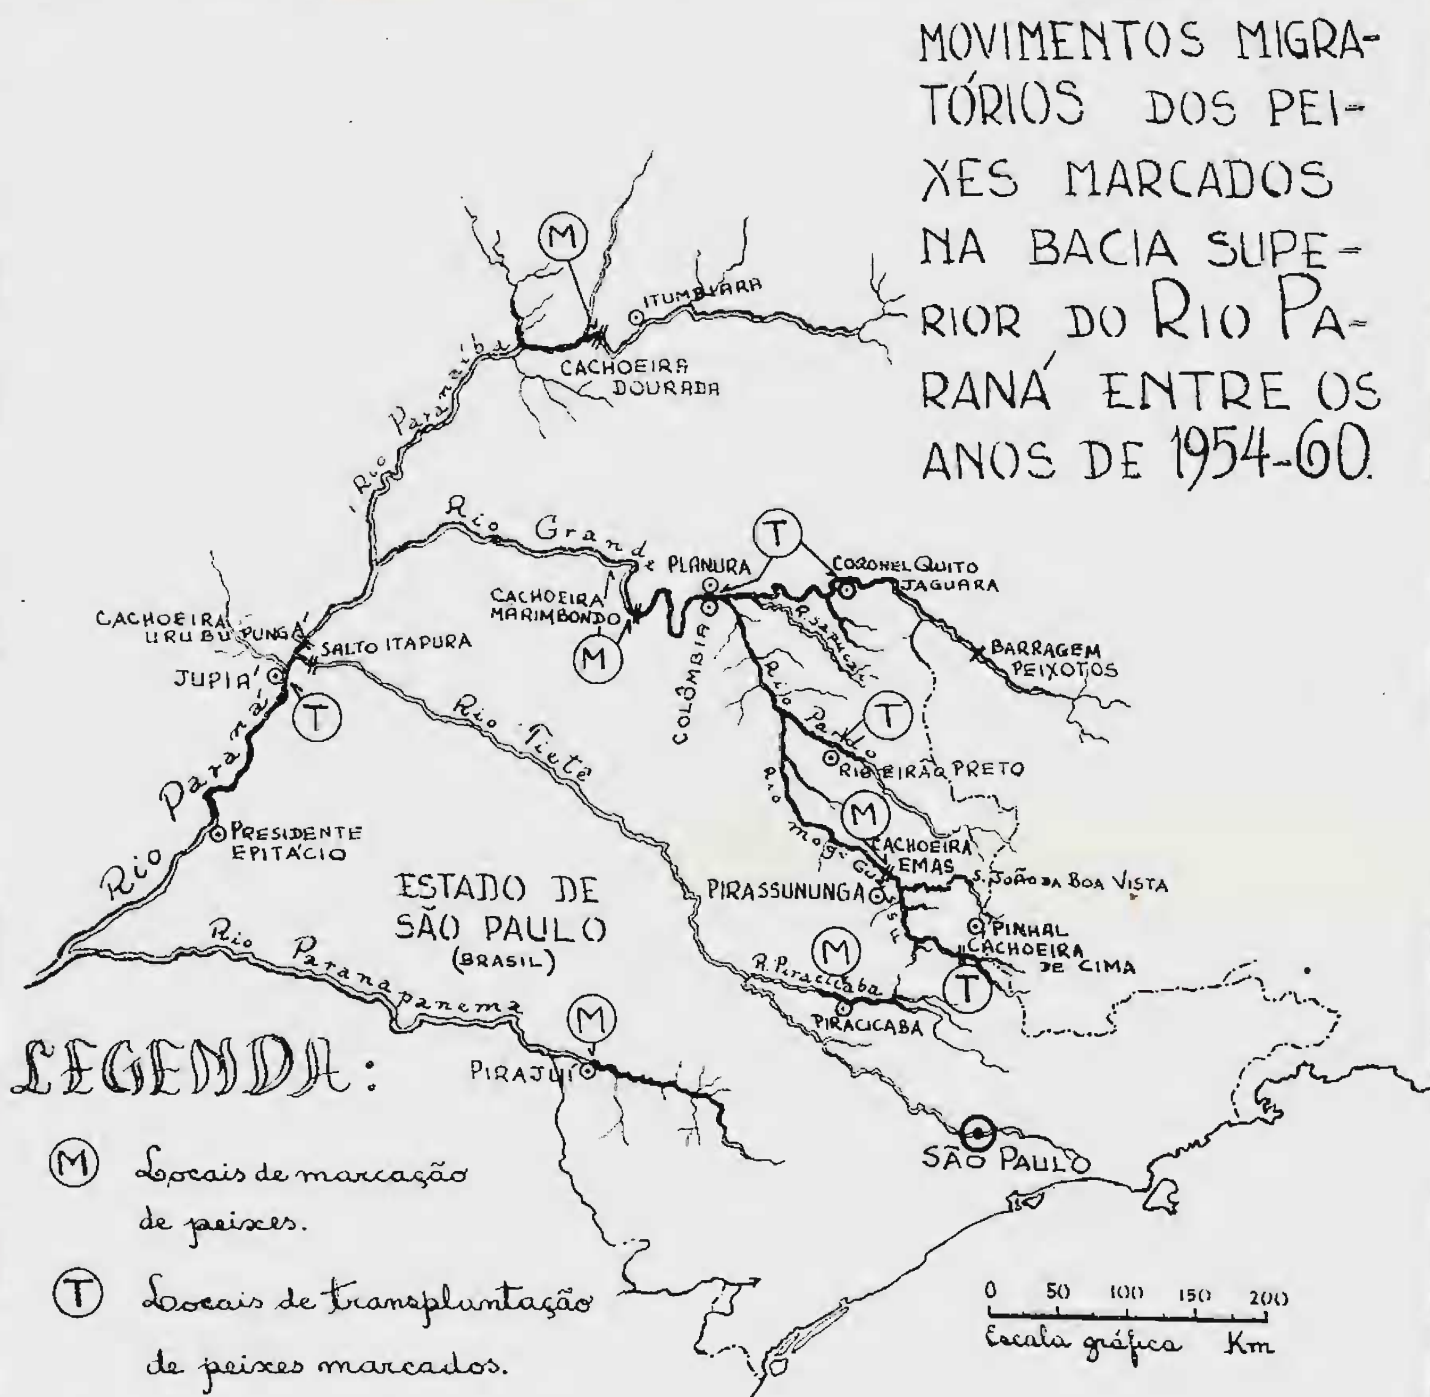 MOVIMENTOS MIGRA-
TÓRIOS DOS PEI-
XES MARCADOS
NA BACIA SUPE-
RIOR DO RIO PA-
RANÁ ENTRE OS
ANOS DE 1954-60.
M
ITUMBIARA
CACHOEIRA
DOURADA
Rio Paranaíba
Rio Grande
T
PLANURA
CORONEL QUITO
JAGUARA
CACHOEIRA
MARIMBONDO
M
COLÔMBIA
R. Sapucaí
BARRAGEM
PEIXOTOS
CACHOEIRA
URUBU PUNGÁ
SALTO ITAPURA
JUPIÁ
T
Rio Paraná
Rio Tietê
Rio Pardo
T
RIBEIRÃO PRETO
M
Rio Mogi Guassú
CACHOEIRA
EMAS
S. JOÃO DA BOA VISTA
PIRASSUNUNGA
PINHAL
CACHOEIRA
DE CIMA
T
PRESIDENTE
EPITÁCIO
ESTADO DE
SÃO PAULO
(BRASIL)
M
R. Piracicaba
PIRACICABA
Rio Paranapanema
M
PIRAJUÍ
SÃO PAULO
LEGENDA:
M Locais de marcação
de peixes.
T Locais de transplantação
de peixes marcados.
0 50 100 150 200
Escala gráfica Km